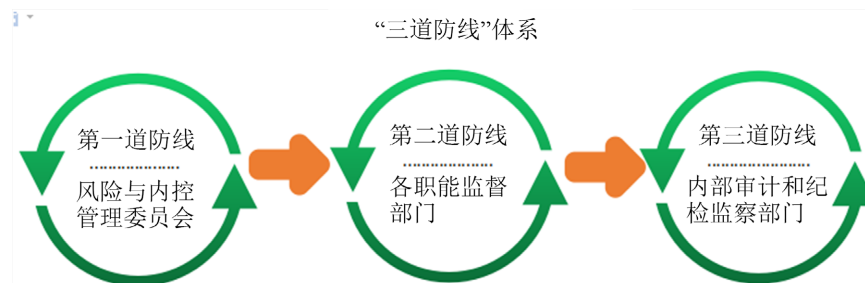 “三道防线”体系
第一道防线
风险与内控
管理委员会
第二道防线
各职能监督
部门
第三道防线
内部审计和纪
检监察部门